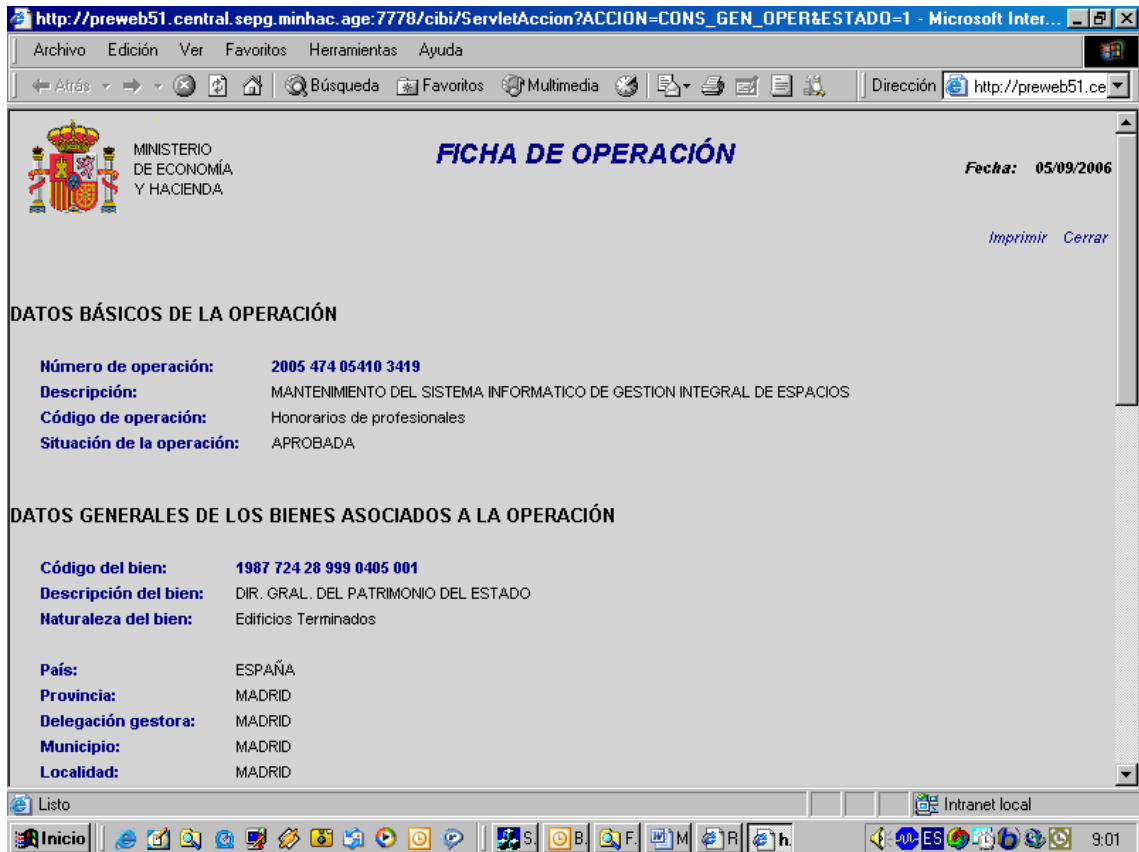 http://preweb51.central.sepg.minhac.age:7778/cibi/ServletAccion?ACCION=CONS_GEN_OPER&ESTADO=1 - Microsoft Inter...
Archivo Edición Ver Favoritos Herramientas Ayuda
Atrás Búsqueda Favoritos Multimedia Dirección http://preweb51.ce
MINISTERIO
DE ECONOMÍA
Y HACIENDA
FICHA DE OPERACIÓN
Fecha: 05/09/2006
Imprimir Cerrar
DATOS BÁSICOS DE LA OPERACIÓN
Número de operación: 2005 474 05410 3419
Descripción: MANTENIMIENTO DEL SISTEMA INFORMATICO DE GESTION INTEGRAL DE ESPACIOS
Código de operación: Honorarios de profesionales
Situación de la operación: APROBADA
DATOS GENERALES DE LOS BIENES ASOCIADOS A LA OPERACIÓN
Código del bien: 1987 724 28 999 0405 001
Descripción del bien: DIR. GRAL. DEL PATRIMONIO DEL ESTADO
Naturaleza del bien: Edificios Terminados
País: ESPAÑA
Provincia: MADRID
Delegación gestora: MADRID
Municipio: MADRID
Localidad: MADRID
Listo Intranet local
Inicio S. B. F. M R h. ES 9:01